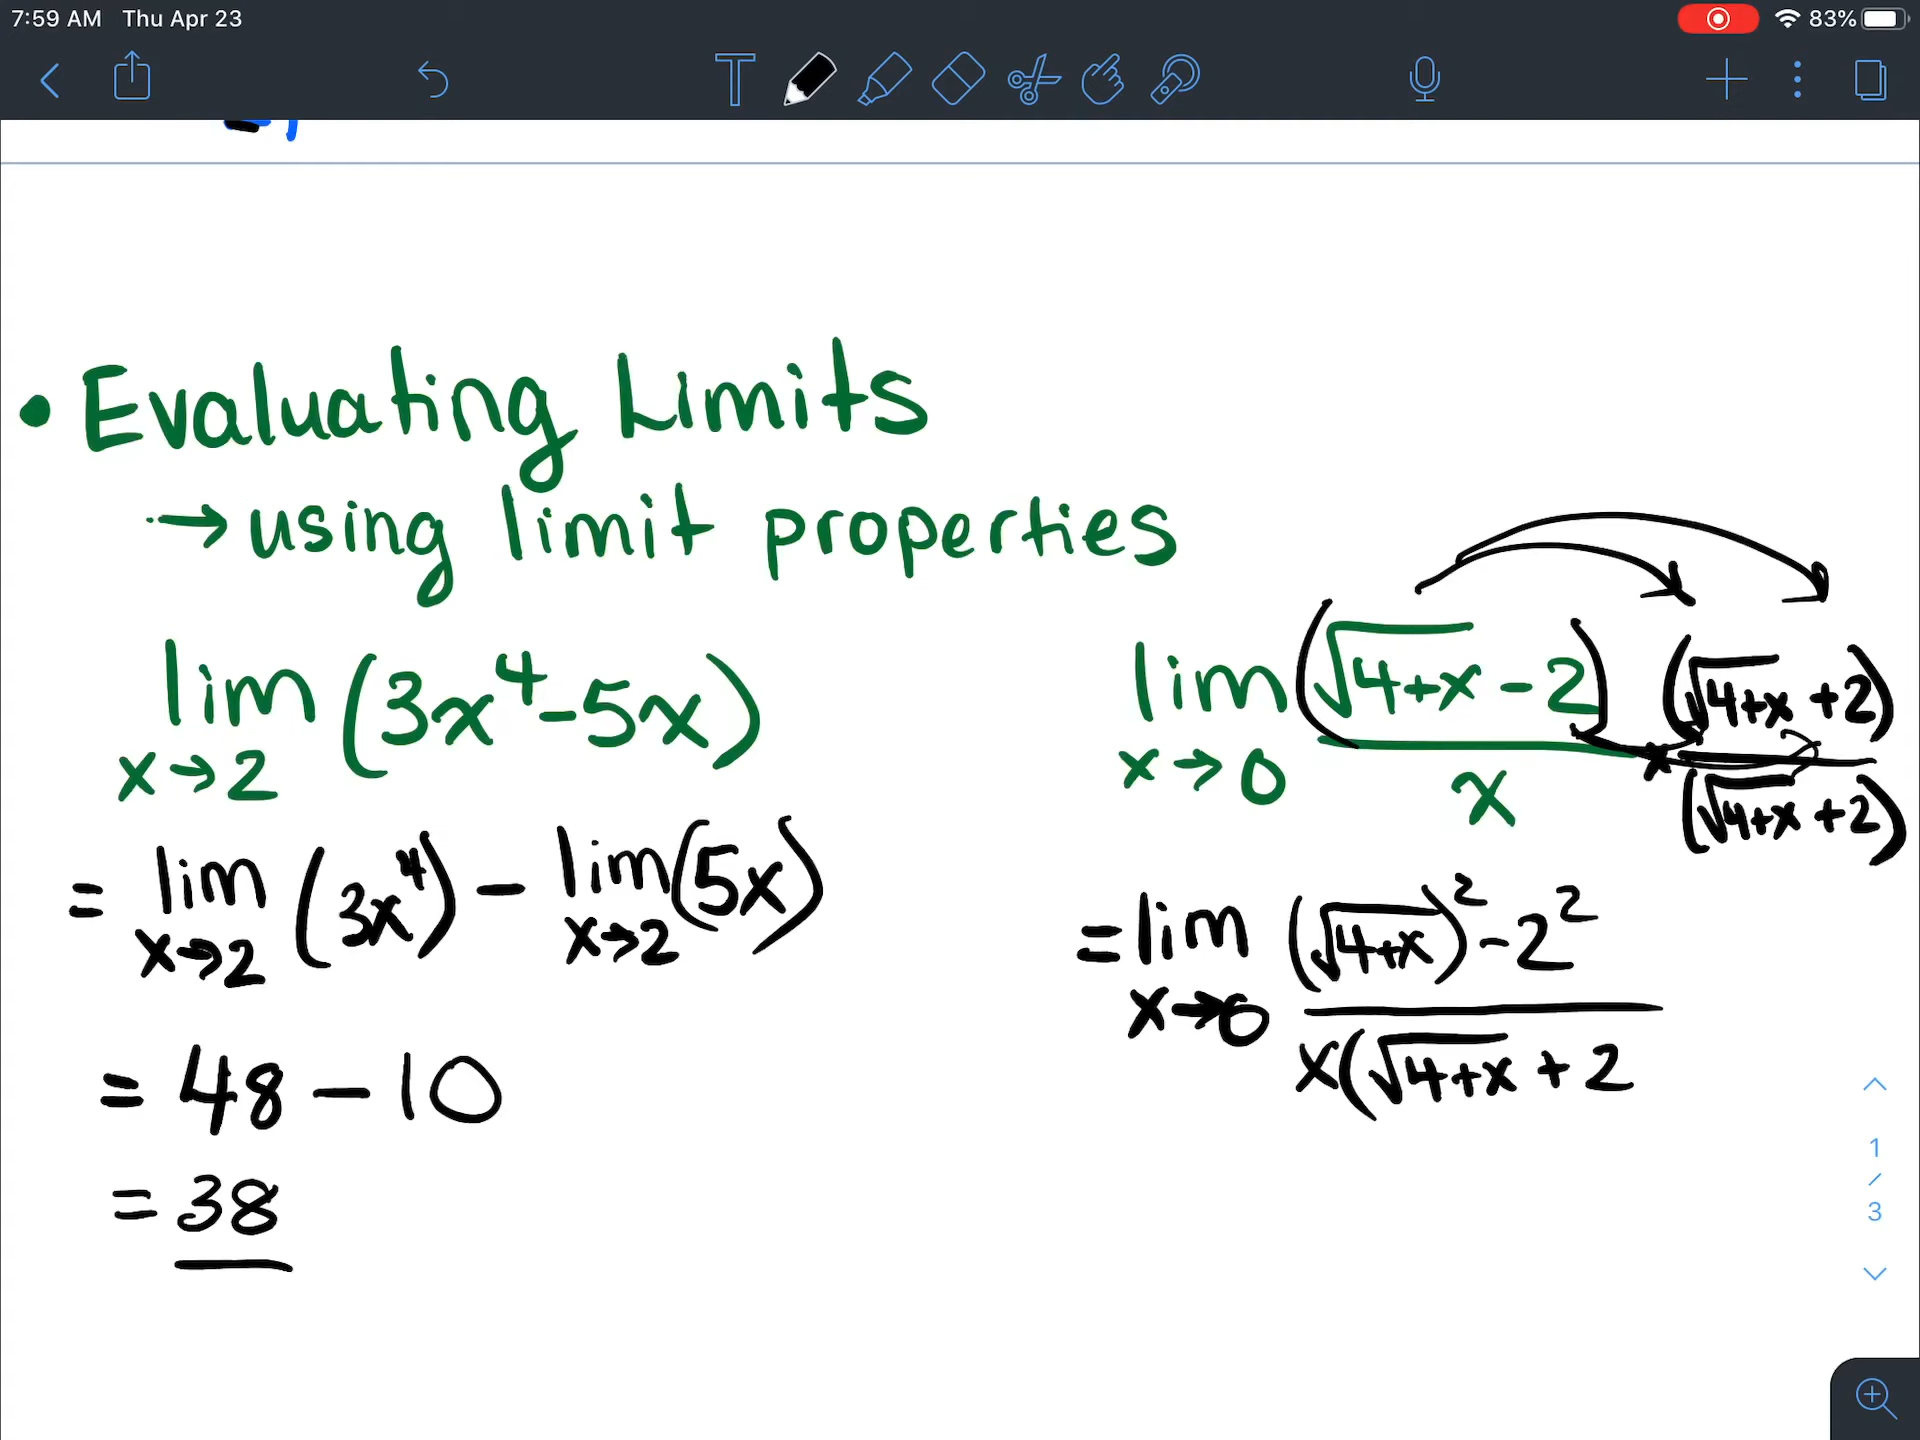 7:59 AM Thu Apr 23
83%
• Evaluating Limits
→ using limit properties
lim (3x⁴-5x)
x→2
= lim (3x⁴) - lim (5x)
x→2 x→2
= 48 - 10
= 38
lim (√4+x - 2) (√4+x + 2)
x→0 x × (√4+x + 2)
= lim (√4+x)² - 2²
x→0 x(√4+x + 2
1
/
3